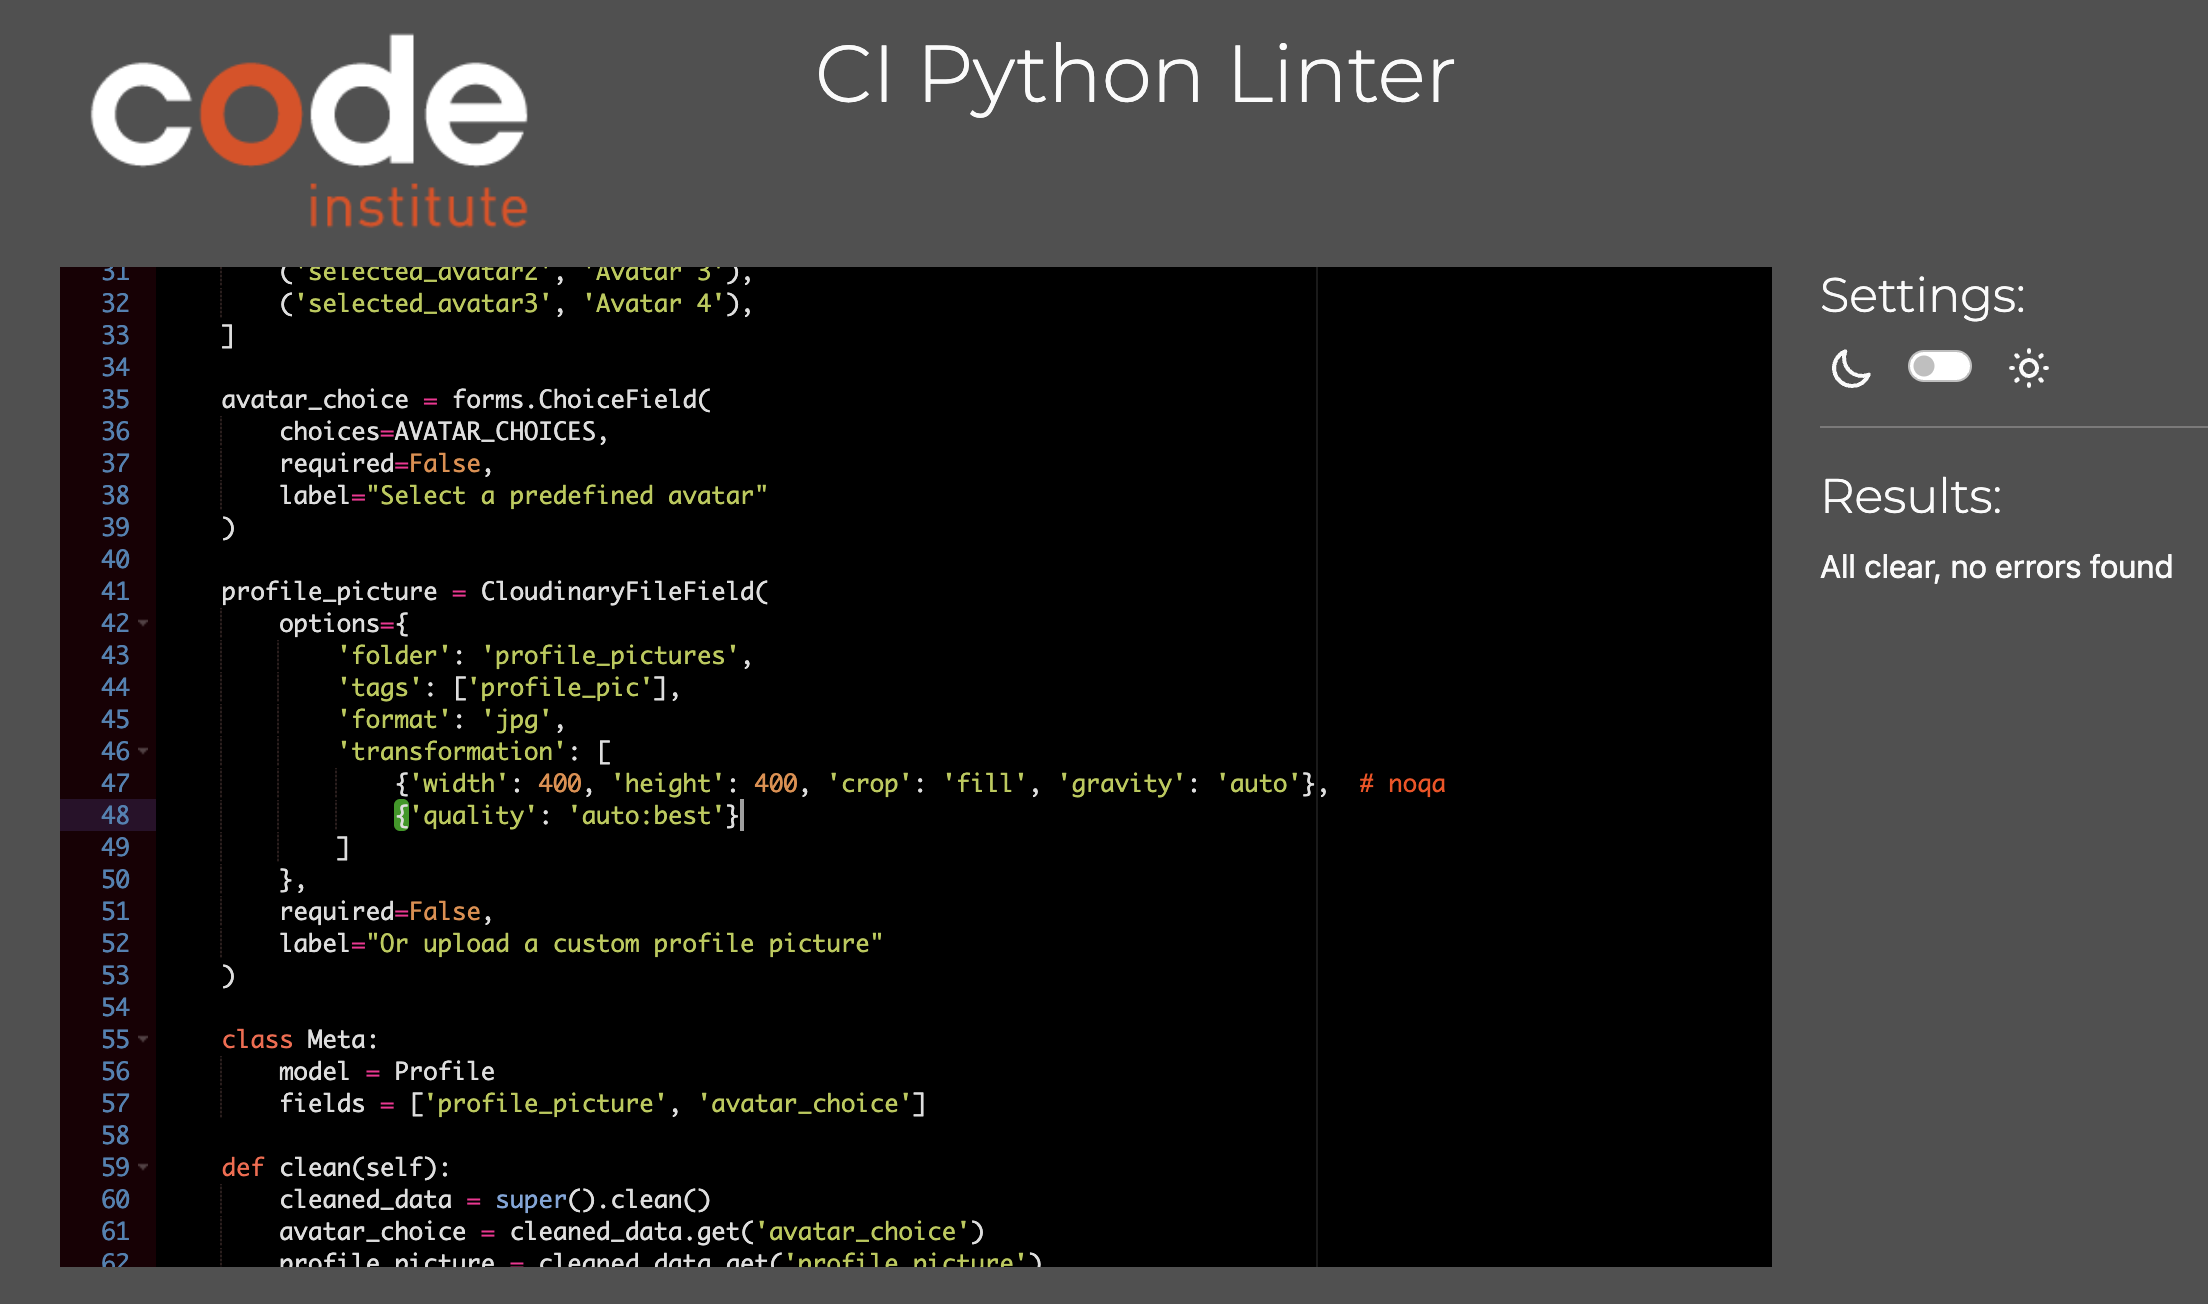 code
institute
CI Python Linter
31 ('selected_avatar2', 'Avatar 3'),
32 ('selected_avatar3', 'Avatar 4'),
33 ]
34
35 avatar_choice = forms.ChoiceField(
36 choices=AVATAR_CHOICES,
37 required=False,
38 label="Select a predefined avatar"
39 )
40
41 profile_picture = CloudinaryFileField(
42 options={
43 'folder': 'profile_pictures',
44 'tags': ['profile_pic'],
45 'format': 'jpg',
46 'transformation': [
47 {'width': 400, 'height': 400, 'crop': 'fill', 'gravity': 'auto'},  # noqa
48 {'quality': 'auto:best'}
49 ]
50 },
51 required=False,
52 label="Or upload a custom profile picture"
53 )
54
55 class Meta:
56 model = Profile
57 fields = ['profile_picture', 'avatar_choice']
58
59 def clean(self):
60 cleaned_data = super().clean()
61 avatar_choice = cleaned_data.get('avatar_choice')
62 profile_picture = cleaned_data.get('profile_picture')
Settings:
Results:
All clear, no errors found